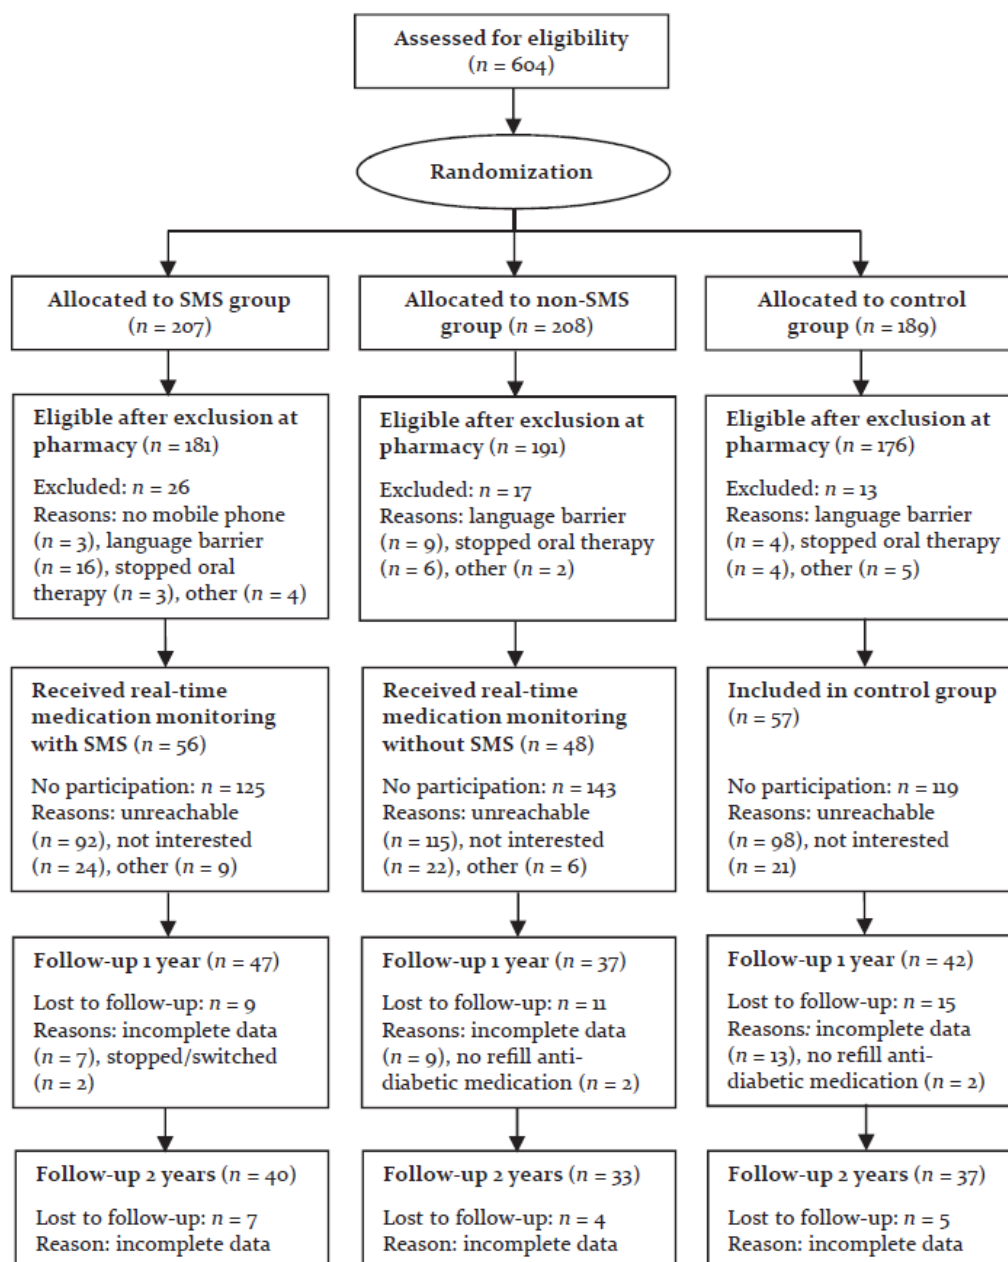 Assessed for eligibility
(n = 604)
Randomization
Allocated to SMS group
(n = 207)
Allocated to non-SMS
group (n = 208)
Allocated to control
group (n = 189)
Eligible after exclusion at
pharmacy (n = 181)
Excluded: n = 26
Reasons: no mobile phone
(n = 3), language barrier
(n = 16), stopped oral
therapy (n = 3), other (n = 4)
Eligible after exclusion at
pharmacy (n = 191)
Excluded: n = 17
Reasons: language barrier
(n = 9), stopped oral therapy
(n = 6), other (n = 2)
Eligible after exclusion at
pharmacy (n = 176)
Excluded: n = 13
Reasons: language barrier
(n = 4), stopped oral therapy
(n = 4), other (n = 5)
Received real-time
medication monitoring
with SMS (n = 56)
No participation: n = 125
Reasons: unreachable
(n = 92), not interested
(n = 24), other (n = 9)
Received real-time
medication monitoring
without SMS (n = 48)
No participation: n = 143
Reasons: unreachable
(n = 115), not interested
(n = 22), other (n = 6)
Included in control group
(n = 57)
No participation: n = 119
Reasons: unreachable
(n = 98), not interested
(n = 21)
Follow-up 1 year (n = 47)
Lost to follow-up: n = 9
Reasons: incomplete data
(n = 7), stopped/switched
(n = 2)
Follow-up 1 year (n = 37)
Lost to follow-up: n = 11
Reasons: incomplete data
(n = 9), no refill anti-
diabetic medication (n = 2)
Follow-up 1 year (n = 42)
Lost to follow-up: n = 15
Reasons: incomplete data
(n = 13), no refill anti-
diabetic medication (n = 2)
Follow-up 2 years (n = 40)
Lost to follow-up: n = 7
Reason: incomplete data
Follow-up 2 years (n = 33)
Lost to follow-up: n = 4
Reason: incomplete data
Follow-up 2 years (n = 37)
Lost to follow-up: n = 5
Reason: incomplete data